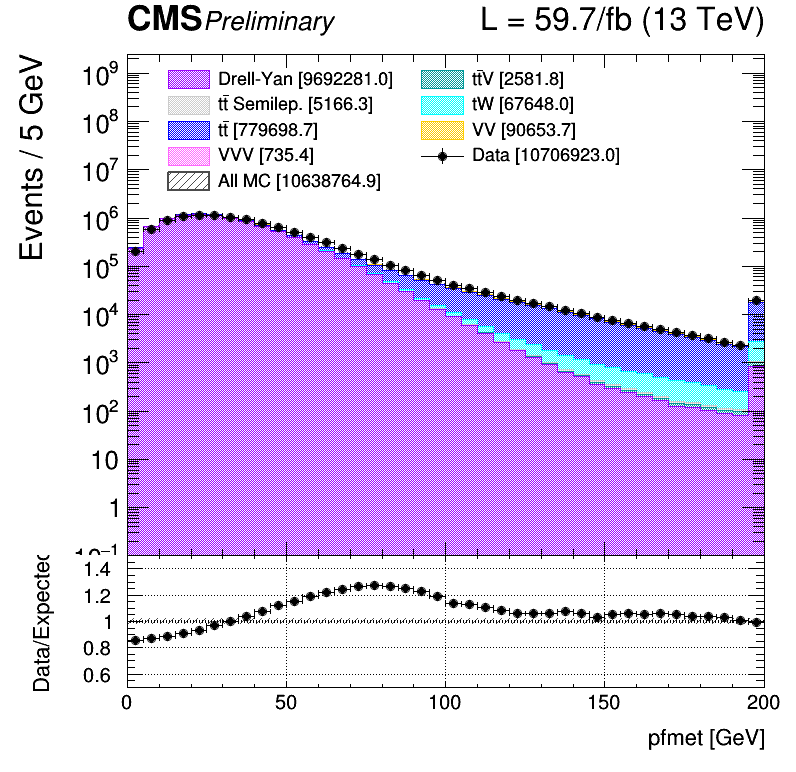 CMS Preliminary L = 59.7/fb (13 TeV)
Events / 5 GeV
Drell-Yan [9692281.0]
tt̄ Semilep. [5166.3]
tt̄ [779698.7]
VVV [735.4]
All MC [10638764.9]
tt̄V [2581.8]
tW [67648.0]
VV [90653.7]
Data [10706923.0]
10⁹
10⁸
10⁷
10⁶
10⁵
10⁴
10³
10²
10
1
10⁻¹
Data/Expected
1.4
1.2
1
0.8
0.6
0 50 100 150 200
pfmet [GeV]